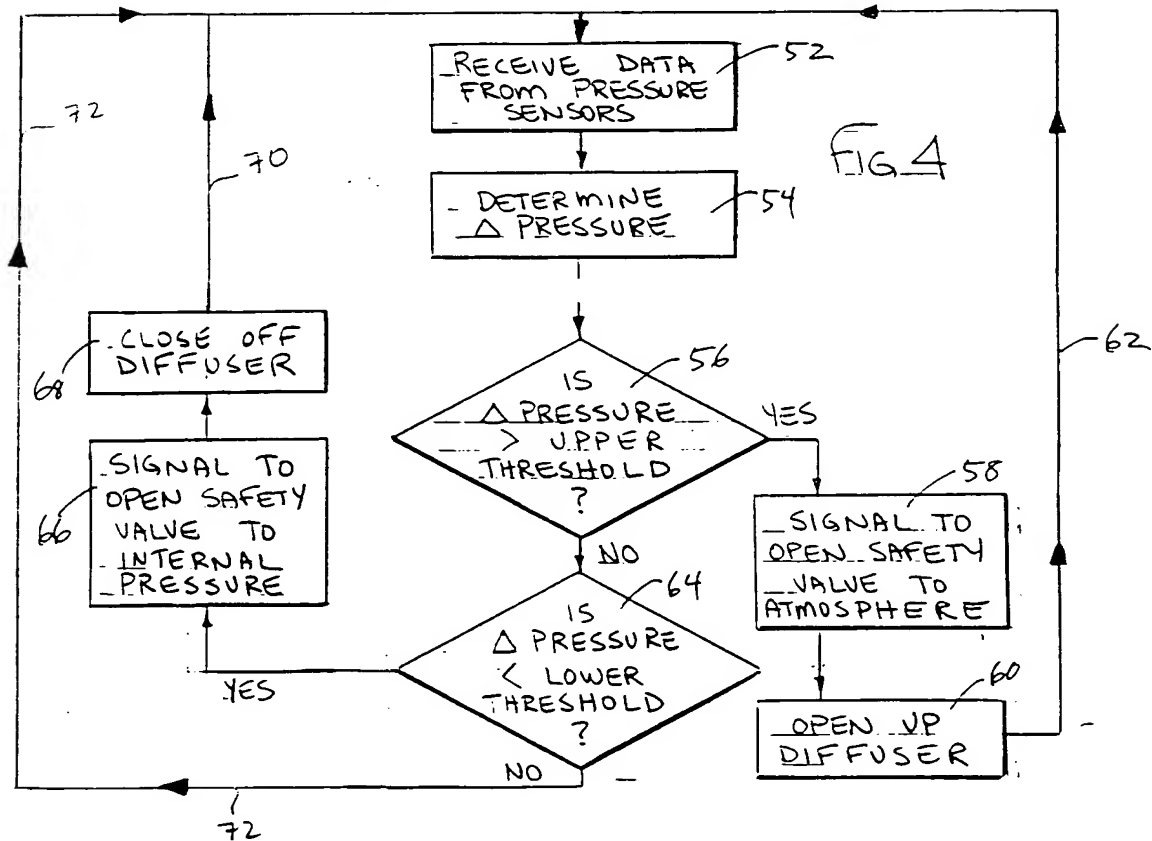 RECEIVE DATA
FROM PRESSURE
SENSORS
52
FIG. 4
DETERMINE
Δ PRESSURE
54
72
70
62
CLOSE OFF
DIFFUSER
68
IS
Δ PRESSURE
> UPPER
THRESHOLD
?
56
YES
NO
SIGNAL TO
OPEN SAFETY
VALVE TO
INTERNAL
PRESSURE
66
SIGNAL TO
OPEN SAFETY
VALVE TO
ATMOSPHERE
58
IS
Δ PRESSURE
< LOWER
THRESHOLD
?
64
YES
NO
OPEN UP
DIFFUSER
60
72